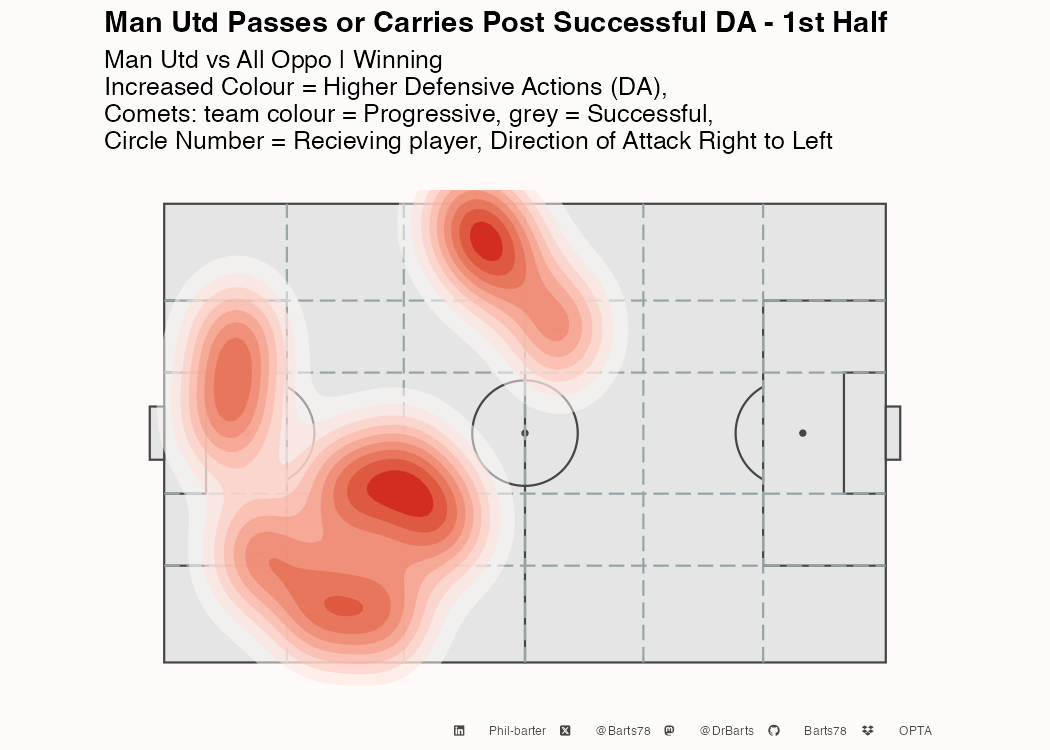 Man Utd Passes or Carries Post Successful DA - 1st Half
Man Utd vs All Oppo | Winning
Increased Colour = Higher Defensive Actions (DA),
Comets: team colour = Progressive, grey = Successful,
Circle Number = Recieving player, Direction of Attack Right to Left
Phil-barter @Barts78 @DrBarts Barts78 OPTA